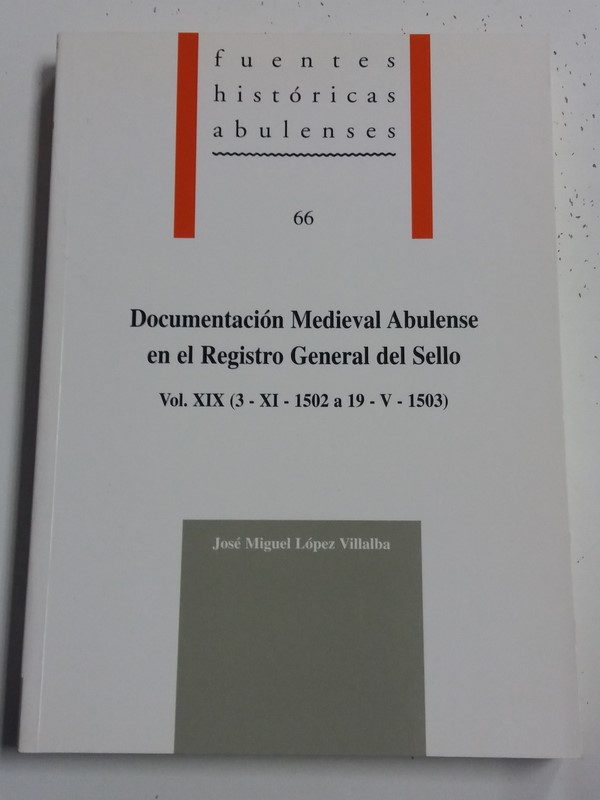 fuentes
históricas
abulenses
66
Documentación Medieval Abulense
en el Registro General del Sello
Vol. XIX (3 - XI - 1502 a 19 - V - 1503)
José Miguel López Villalba